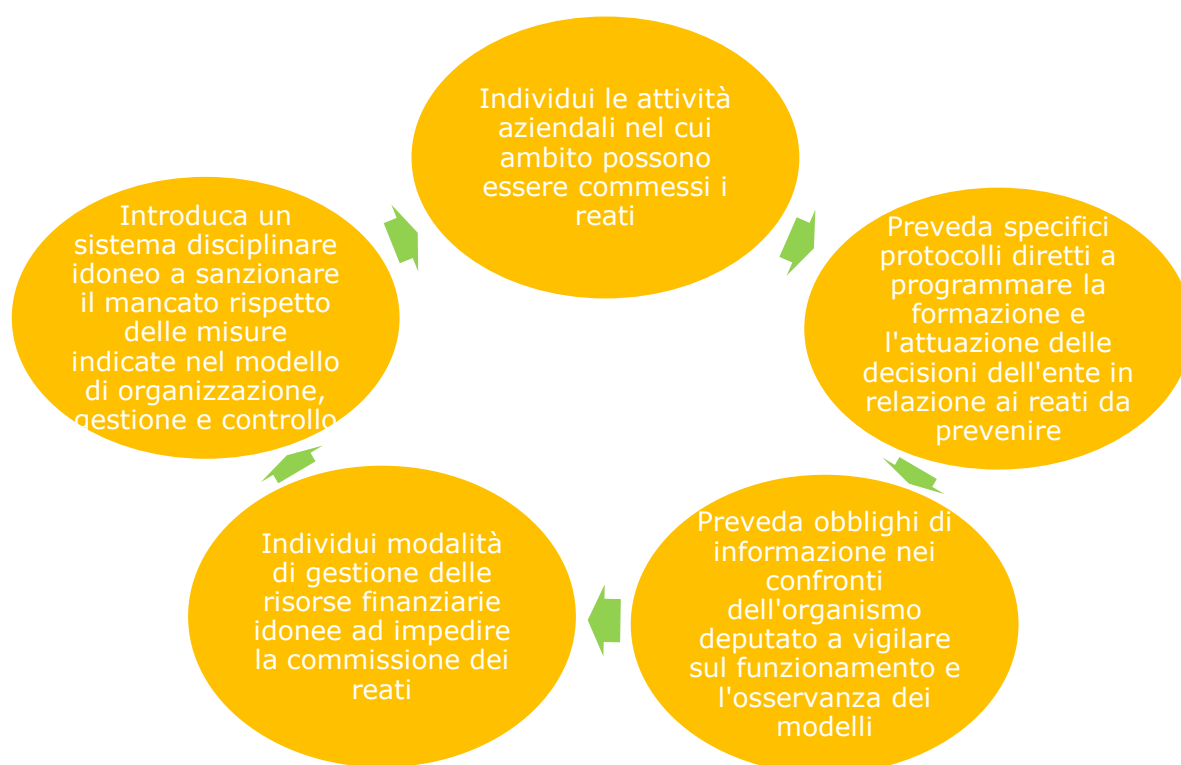 Individui le attività
aziendali nel cui
ambito possono
essere commessi i
reati
Preveda specifici
protocolli diretti a
programmare la
formazione e
l'attuazione delle
decisioni dell'ente in
relazione ai reati da
prevenire
Preveda obblighi di
informazione nei
confronti
dell'organismo
deputato a vigilare
sul funzionamento e
l'osservanza dei
modelli
Individui modalità
di gestione delle
risorse finanziarie
idonee ad impedire
la commissione dei
reati
Introduca un
sistema disciplinare
idoneo a sanzionare
il mancato rispetto
delle misure
indicate nel modello
di organizzazione,
gestione e controllo